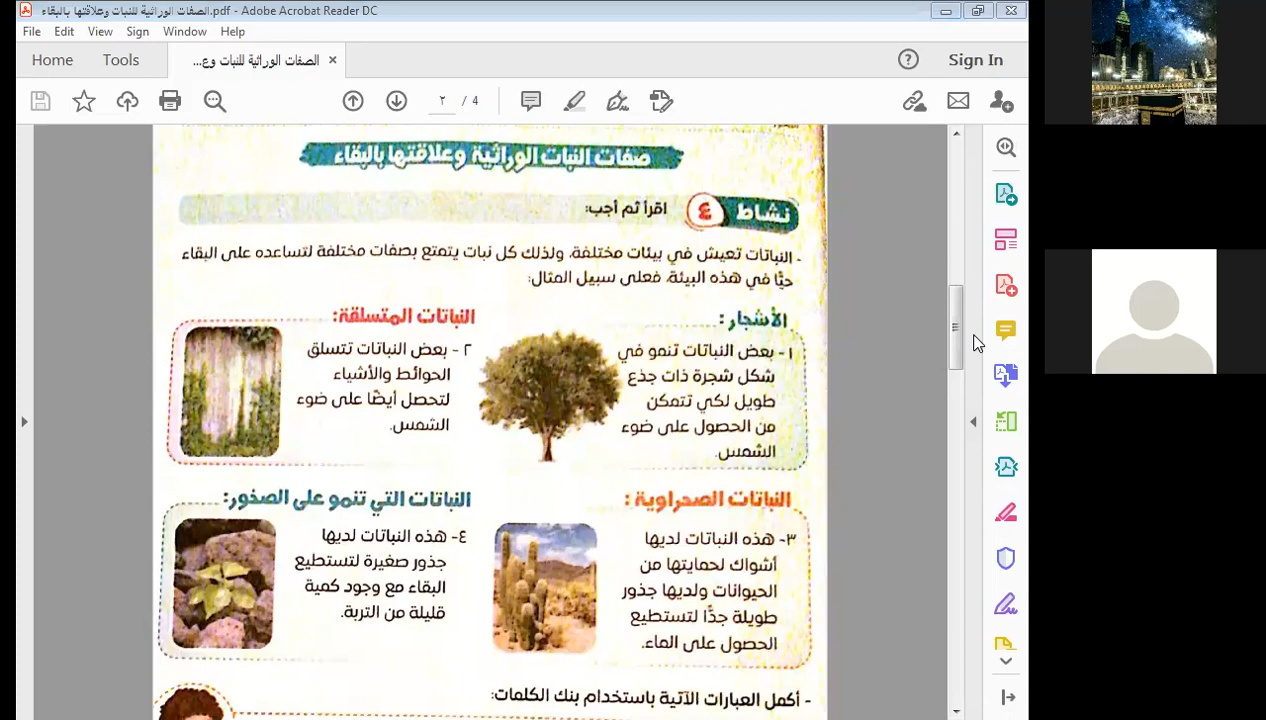 الصفات الوراثية للنبات وعلاقتها بالبقاء.pdf - Adobe Acrobat Reader DC
File Edit View Sign Window Help
Home Tools الصفات الوراثية للنبات وع... × Sign In
٢ / 4
صفات النبات الوراثية وعلاقتها بالبقاء
نشاط ٤ اقرأ ثم أجب:
- النباتات تعيش في بيئات مختلفة، ولذلك كل نبات يتمتع بصفات مختلفة لتساعده على البقاء
حيًّا في هذه البيئة، فعلى سبيل المثال:
الأشجار :
١ - بعض النباتات تنمو في
شكل شجرة ذات جذع
طويل لكي تتمكن
من الحصول على ضوء
الشمس.
النباتات المتسلقة:
٢ - بعض النباتات تتسلق
الحوائط والأشياء
لتحصل أيضًا على ضوء
الشمس.
النباتات الصحراوية :
٣- هذه النباتات لديها
أشواك لحمايتها من
الحيوانات ولديها جذور
طويلة جدًّا لتستطيع
الحصول على الماء.
النباتات التي تنمو على الصخور:
٤- هذه النباتات لديها
جذور صغيرة لتستطيع
البقاء مع وجود كمية
قليلة من التربة.
- أكمل العبارات الآتية باستخدام بنك الكلمات: